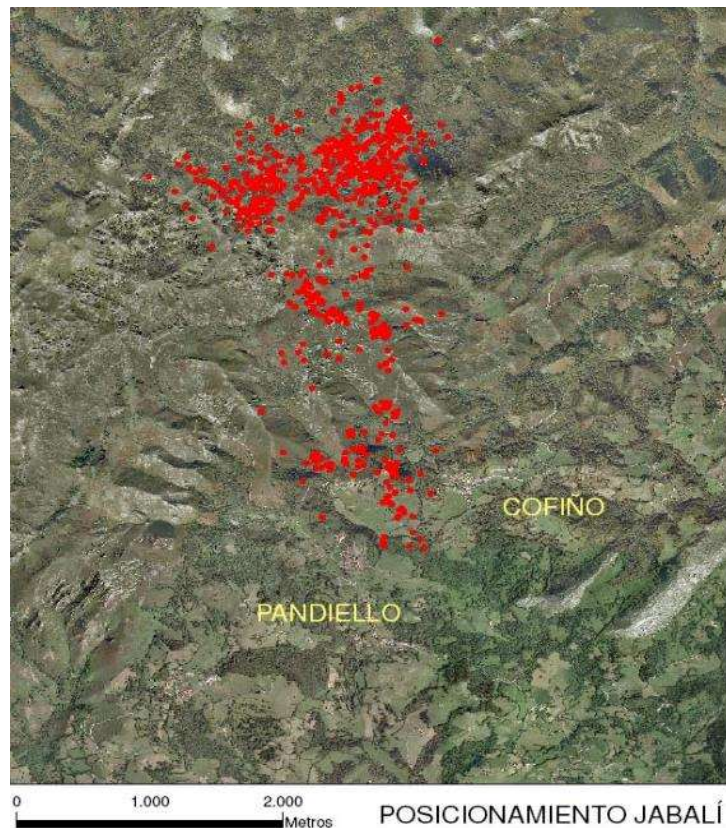 COFIÑO
PANDIELLO
0 1.000 2.000
Metros
POSICIONAMIENTO JABALÍ